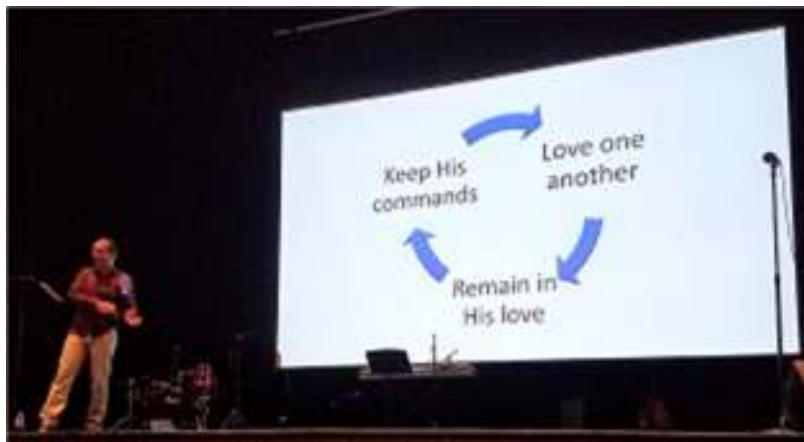 Keep His
commands
Love one
another
Remain in
His love